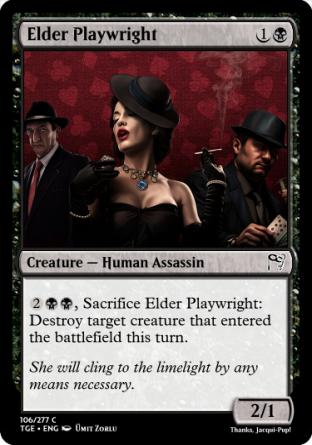 Elder Playwright 1
Creature — Human Assassin
2, Sacrifice Elder Playwright:
Destroy target creature that entered
the battlefield this turn.
She will cling to the limelight by any
means necessary.
2/1
106/277 C
TGE • ENG Ümit Zorlu
Thanks, Jacqui-Pup!